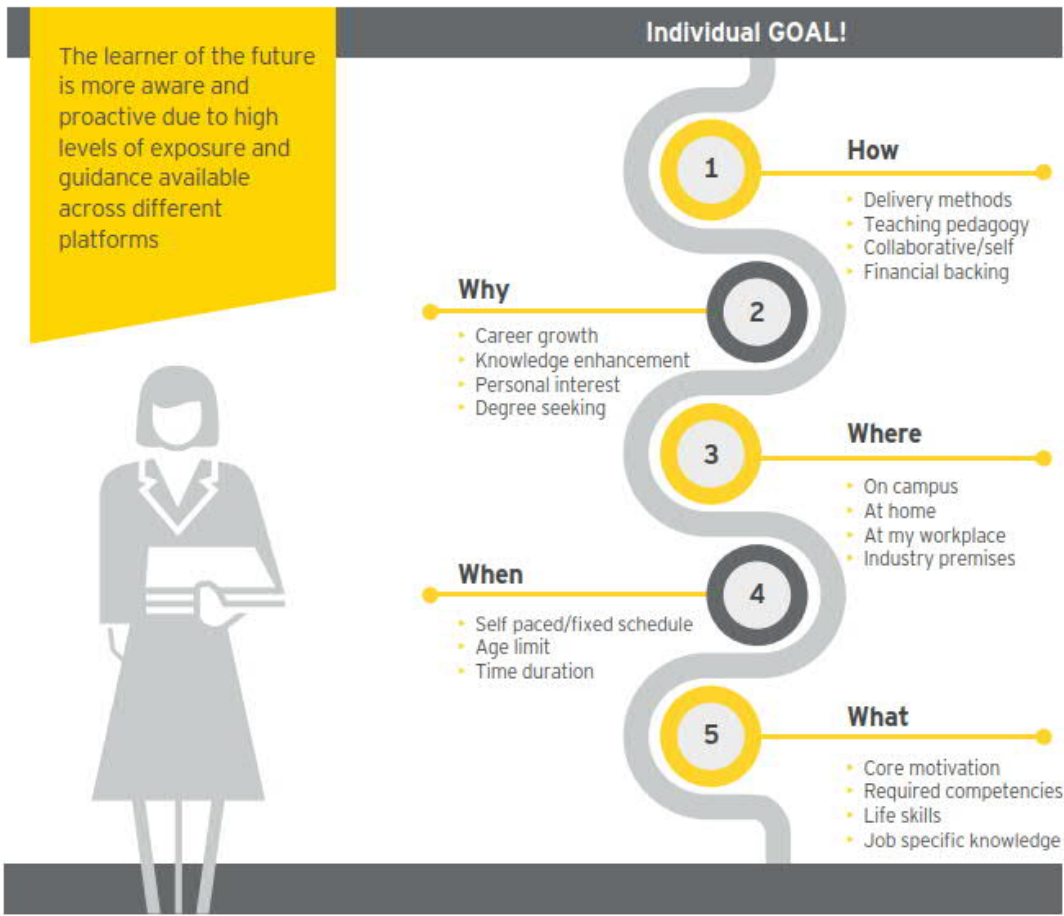 Individual GOAL!
The learner of the future
is more aware and
proactive due to high
levels of exposure and
guidance available
across different
platforms
1
How
• Delivery methods
• Teaching pedagogy
• Collaborative/self
• Financial backing
2
Why
• Career growth
• Knowledge enhancement
• Personal interest
• Degree seeking
3
Where
• On campus
• At home
• At my workplace
• Industry premises
4
When
• Self paced/fixed schedule
• Age limit
• Time duration
5
What
• Core motivation
• Required competencies
• Life skills
• Job specific knowledge